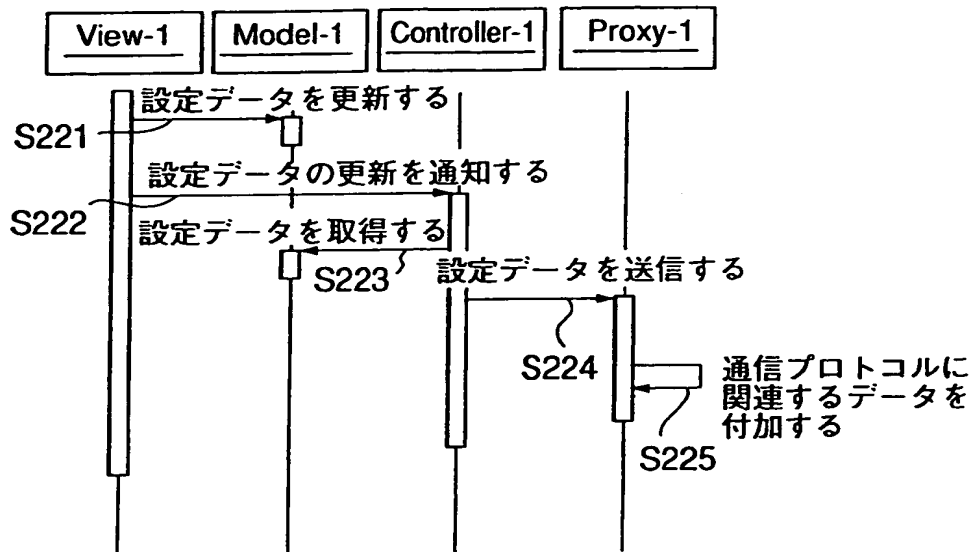 View-1
Model-1
Controller-1
Proxy-1
設定データを更新する
S221
設定データの更新を通知する
S222
設定データを取得する
S223
設定データを送信する
S224
通信プロトコルに
関連するデータを
付加する
S225